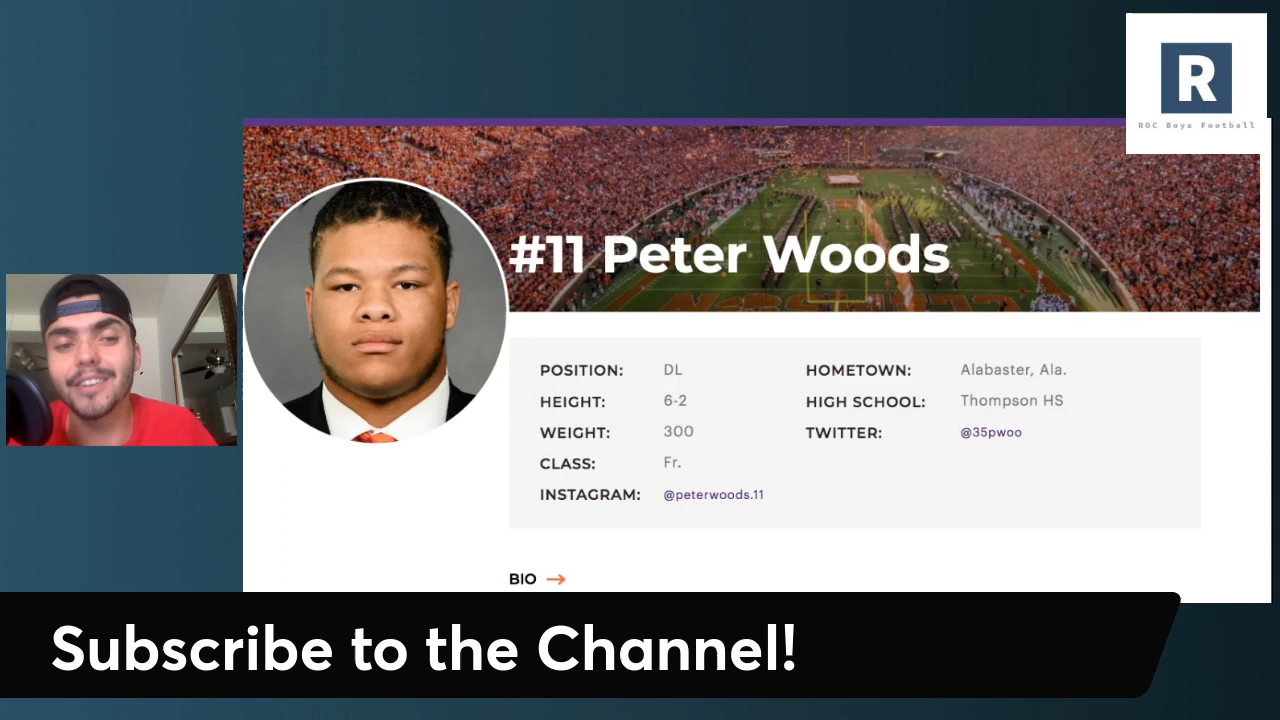 R
ROC Boys Football
#11 Peter Woods
POSITION: DL
HEIGHT: 6-2
WEIGHT: 300
CLASS: Fr.
INSTAGRAM: @peterwoods.11
HOMETOWN: Alabaster, Ala.
HIGH SCHOOL: Thompson HS
TWITTER: @35pwoo
BIO →
Subscribe to the Channel!